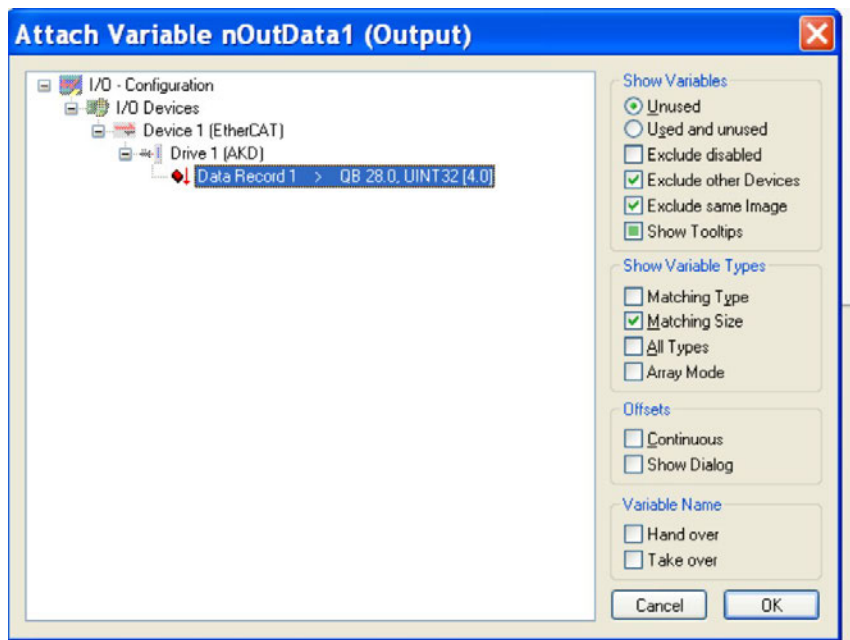 Attach Variable nOutData1 (Output)
I/O - Configuration
I/O Devices
Device 1 (EtherCAT)
Drive 1 (AKD)
Data Record 1 > QB 28.0, UINT32 [4.0]
Show Variables
Unused
Used and unused
Exclude disabled
Exclude other Devices
Exclude same Image
Show Tooltips
Show Variable Types
Matching Type
Matching Size
All Types
Array Mode
Offsets
Continuous
Show Dialog
Variable Name
Hand over
Take over
Cancel
OK